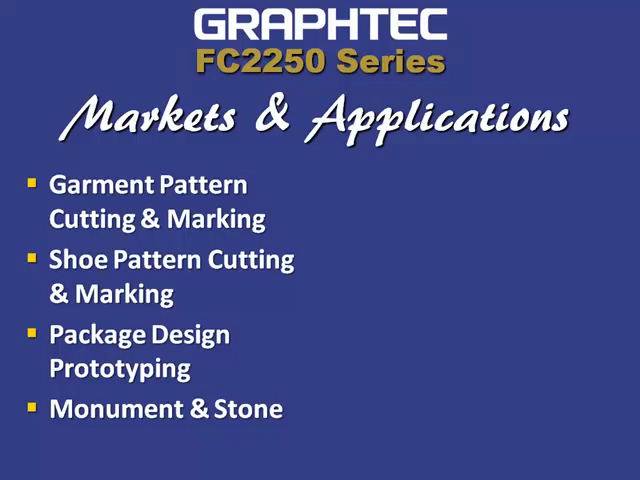 GRAPHTEC
FC2250 Series
Markets & Applications
Garment Pattern
Cutting & Marking
Shoe Pattern Cutting
& Marking
Package Design
Prototyping
Monument & Stone